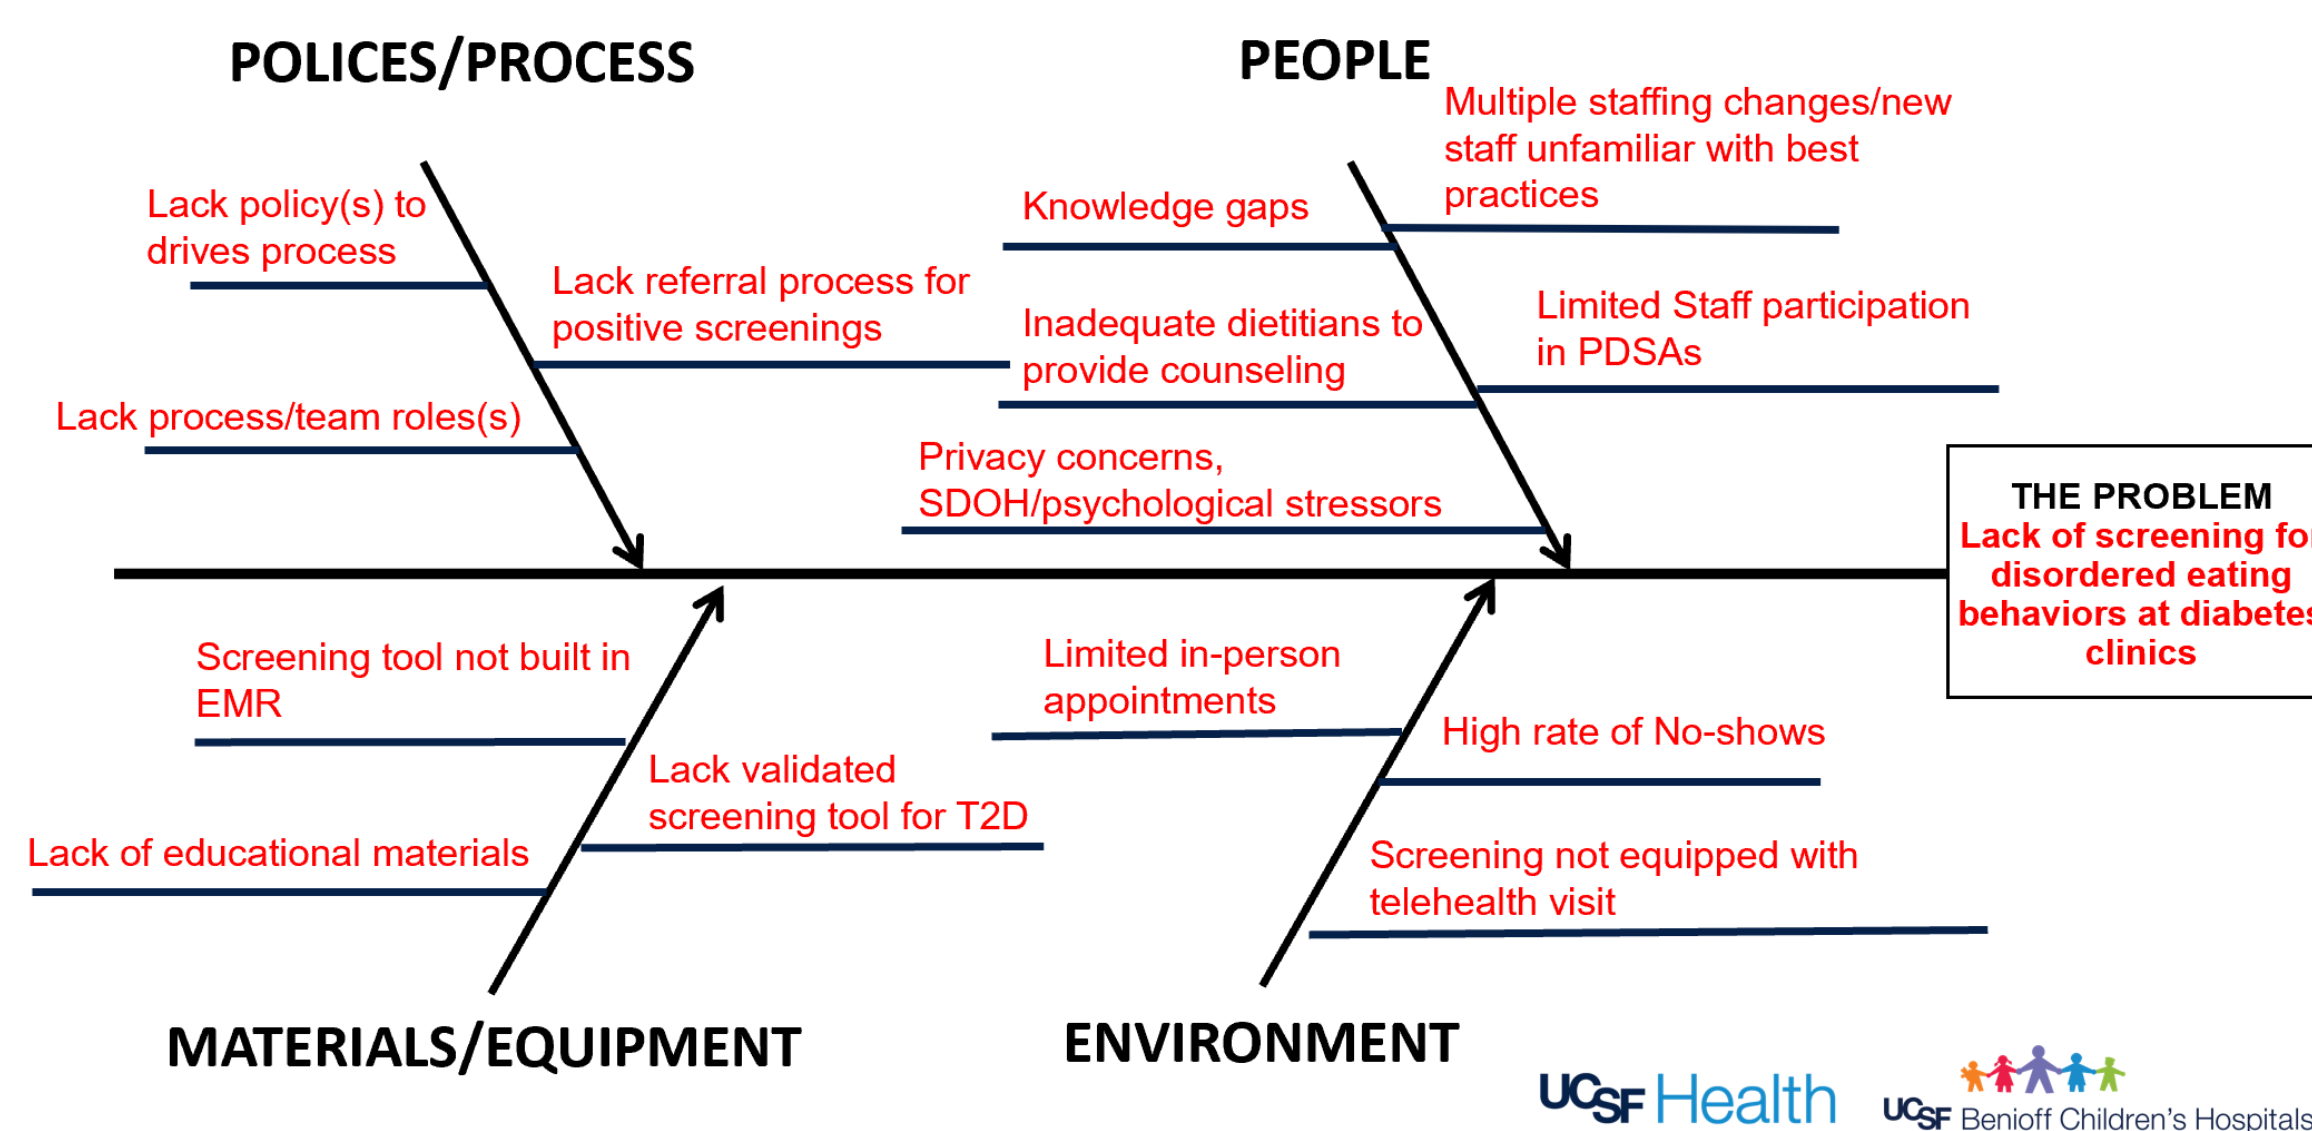 POLICES/PROCESS
PEOPLE
Lack policy(s) to
drives process
Lack referral process for
positive screenings
Lack process/team roles(s)
Multiple staffing changes/new
staff unfamiliar with best
practices
Knowledge gaps
Limited Staff participation
in PDSAs
Inadequate dietitians to
provide counseling
Privacy concerns,
SDOH/psychological stressors
THE PROBLEM
Lack of screening for
disordered eating
behaviors at diabetes
clinics
Screening tool not built in
EMR
Lack validated
screening tool for T2D
Lack of educational materials
Limited in-person
appointments
High rate of No-shows
Screening not equipped with
telehealth visit
MATERIALS/EQUIPMENT
ENVIRONMENT
UCSF Health
UCSF Benioff Children's Hospitals